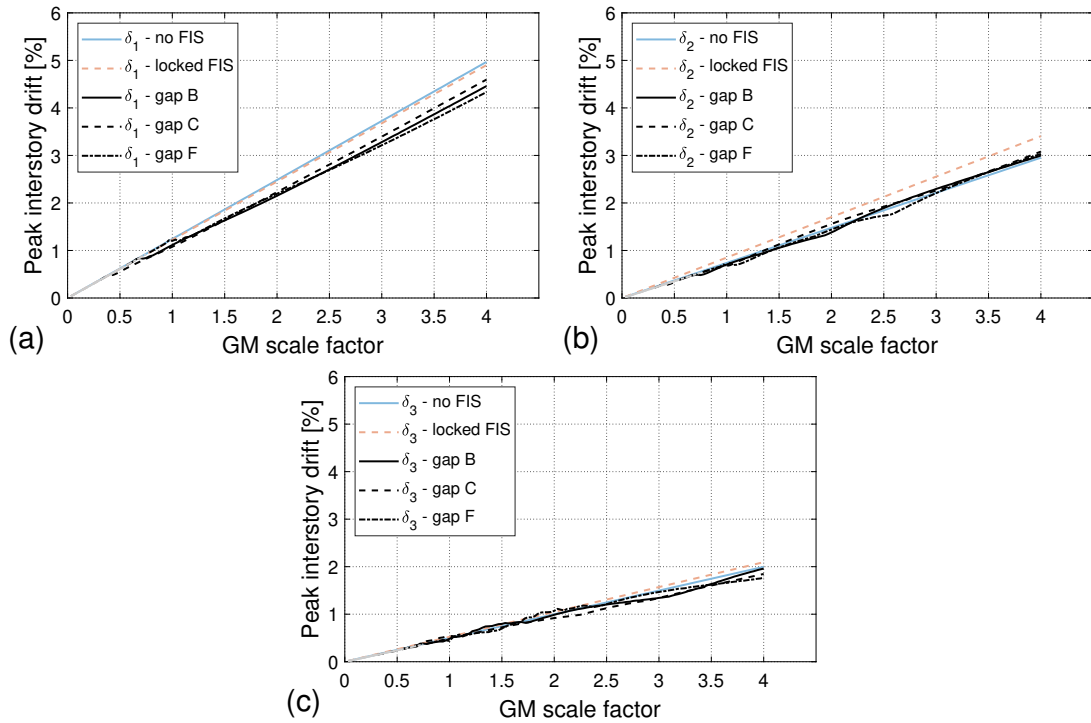 6
5
4
3
2
1
0
Peak interstory drift [%]
δ1 - no FIS
δ1 - locked FIS
δ1 - gap B
δ1 - gap C
δ1 - gap F
0 0.5 1 1.5 2 2.5 3 3.5 4
GM scale factor
(a)
6
5
4
3
2
1
0
Peak interstory drift [%]
δ2 - no FIS
δ2 - locked FIS
δ2 - gap B
δ2 - gap C
δ2 - gap F
0 0.5 1 1.5 2 2.5 3 3.5 4
GM scale factor
(b)
6
5
4
3
2
1
0
Peak interstory drift [%]
δ3 - no FIS
δ3 - locked FIS
δ3 - gap B
δ3 - gap C
δ3 - gap F
0 0.5 1 1.5 2 2.5 3 3.5 4
GM scale factor
(c)